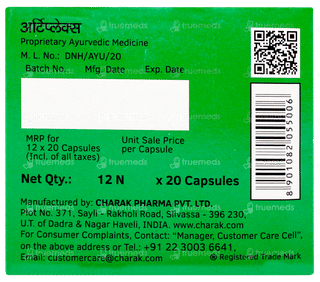 अर्टिप्लेक्स
Proprietary Ayurvedic Medicine
M. L. No.: DNH/AYU/20
Batch No. Mfg. Date Exp. Date
MRP for Unit Sale Price
12 x 20 Capsules per Capsule
(Incl. of all taxes)
Net Qty.: 12 N x 20 Capsules
Manufactured by: CHARAK PHARMA PVT. LTD.
Plot No. 371, Sayli - Rakholi Road, Silvassa - 396 230,
U.T. of Dadra & Nagar Haveli, INDIA. www.charak.com
For Consumer Complaints, Contact: "Manager, Customer Care Cell",
on the above address or Tel.: +91 22 3003 6641,
Email: customercare@charak.com ® Registered Trade Mark
8 901082 055006
truemeds